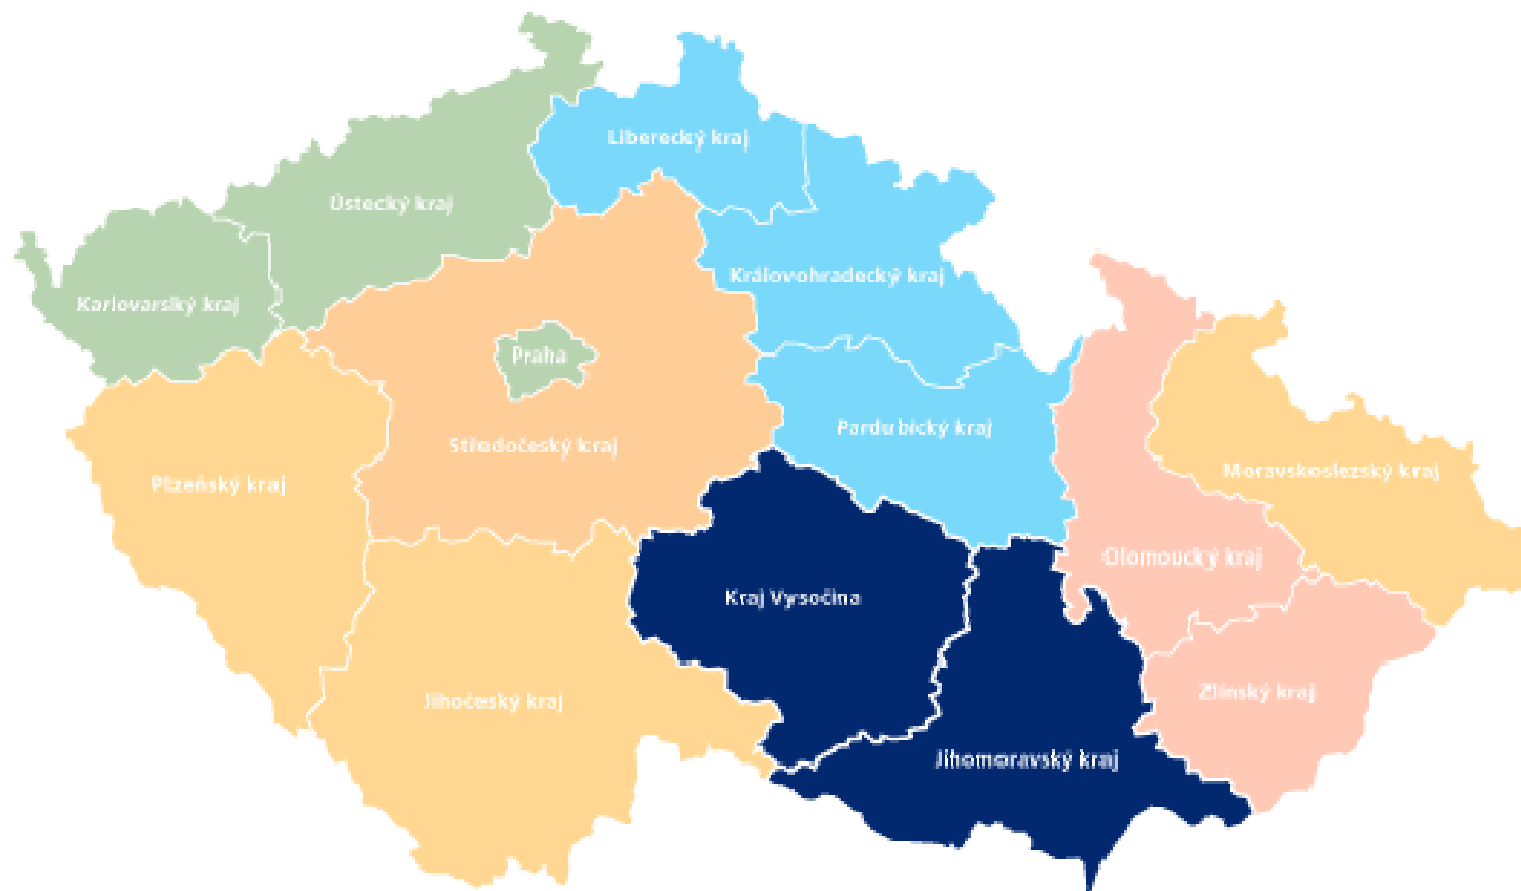 Liberecký kraj
Ústecký kraj
Královohradecký kraj
Karlovarský kraj
Praha
Pardubický kraj
Středočeský kraj
Moravskoslezský kraj
Plzeňský kraj
Olomoucký kraj
Kraj Vysočina
Zlínský kraj
Jihočeský kraj
Jihomoravský kraj